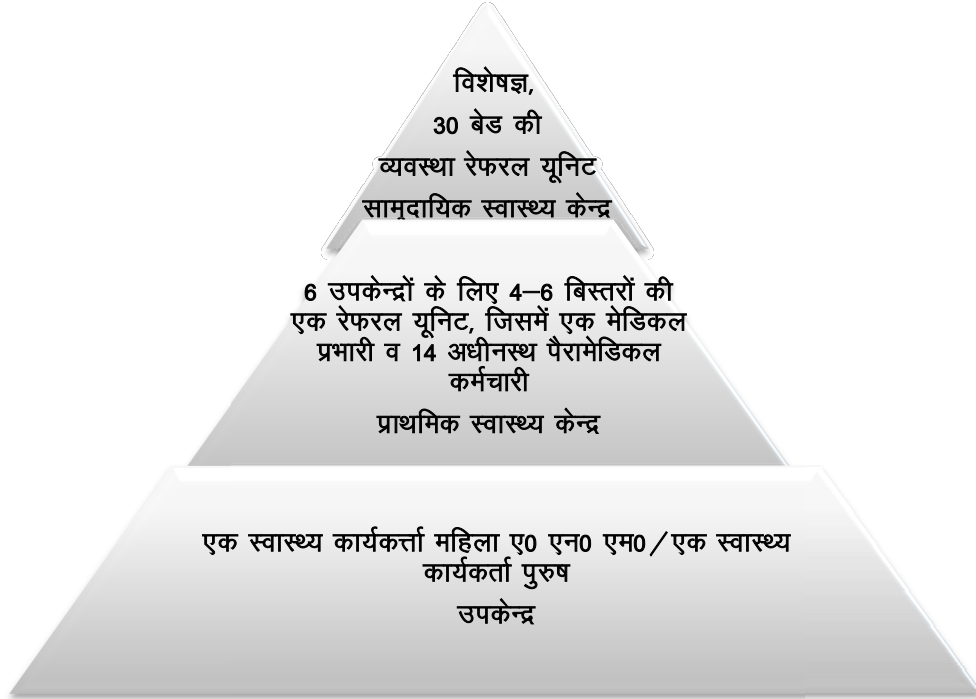 विशेषज्ञ,
30 बेड की
व्यवस्था रेफरल यूनिट
सामुदायिक स्वास्थ्य केन्द्र
6 उपकेन्द्रों के लिए 4–6 बिस्तरों की
एक रेफरल यूनिट, जिसमें एक मेडिकल
प्रभारी व 14 अधीनस्थ पैरामेडिकल
कर्मचारी
प्राथमिक स्वास्थ्य केन्द्र
एक स्वास्थ्य कार्यकर्त्ता महिला ए0 एन0 एम0/एक स्वास्थ्य
कार्यकर्ता पुरुष
उपकेन्द्र